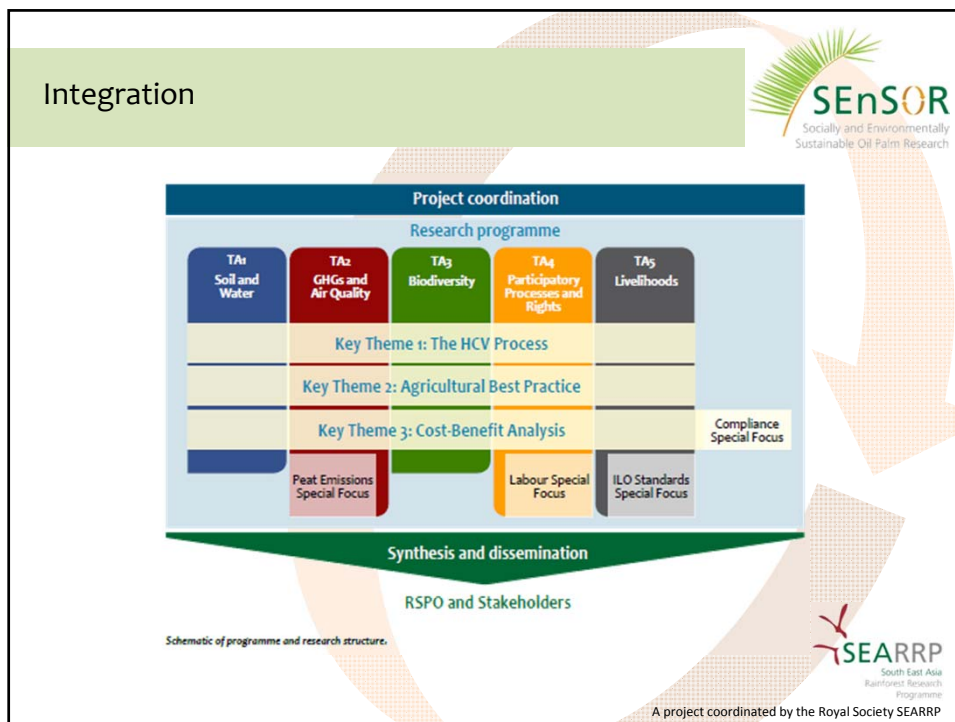 Integration
SEnSOR
Socially and Environmentally
Sustainable Oil Palm Research
Project coordination
Research programme
TA1
Soil and
Water
TA2
GHGs and
Air Quality
TA3
Biodiversity
TA4
Participatory
Processes and
Rights
TA5
Livelihoods
Key Theme 1: The HCV Process
Key Theme 2: Agricultural Best Practice
Key Theme 3: Cost-Benefit Analysis
Compliance
Special Focus
Peat Emissions
Special Focus
Labour Special
Focus
ILO Standards
Special Focus
Synthesis and dissemination
RSPO and Stakeholders
Schematic of programme and research structure.
SEARRP
South East Asia
Rainforest Research
Programme
A project coordinated by the Royal Society SEARRP